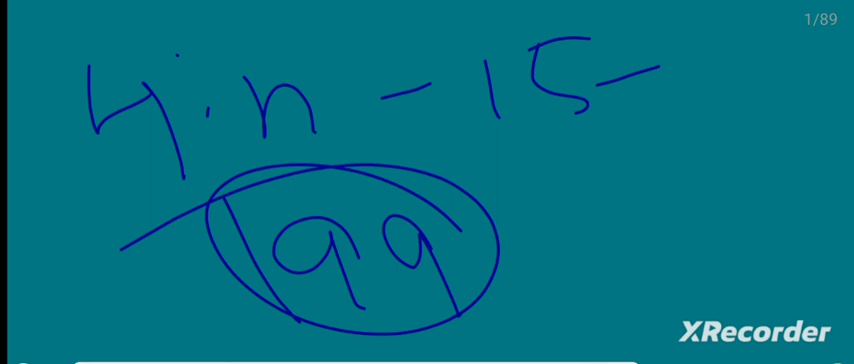 1/89
4 . n - 15 -
199
XRecorder